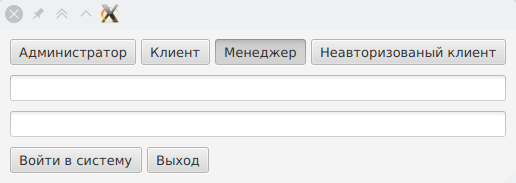 Администратор Клиент Менеджер Неавторизованый клиент
Войти в систему Выход